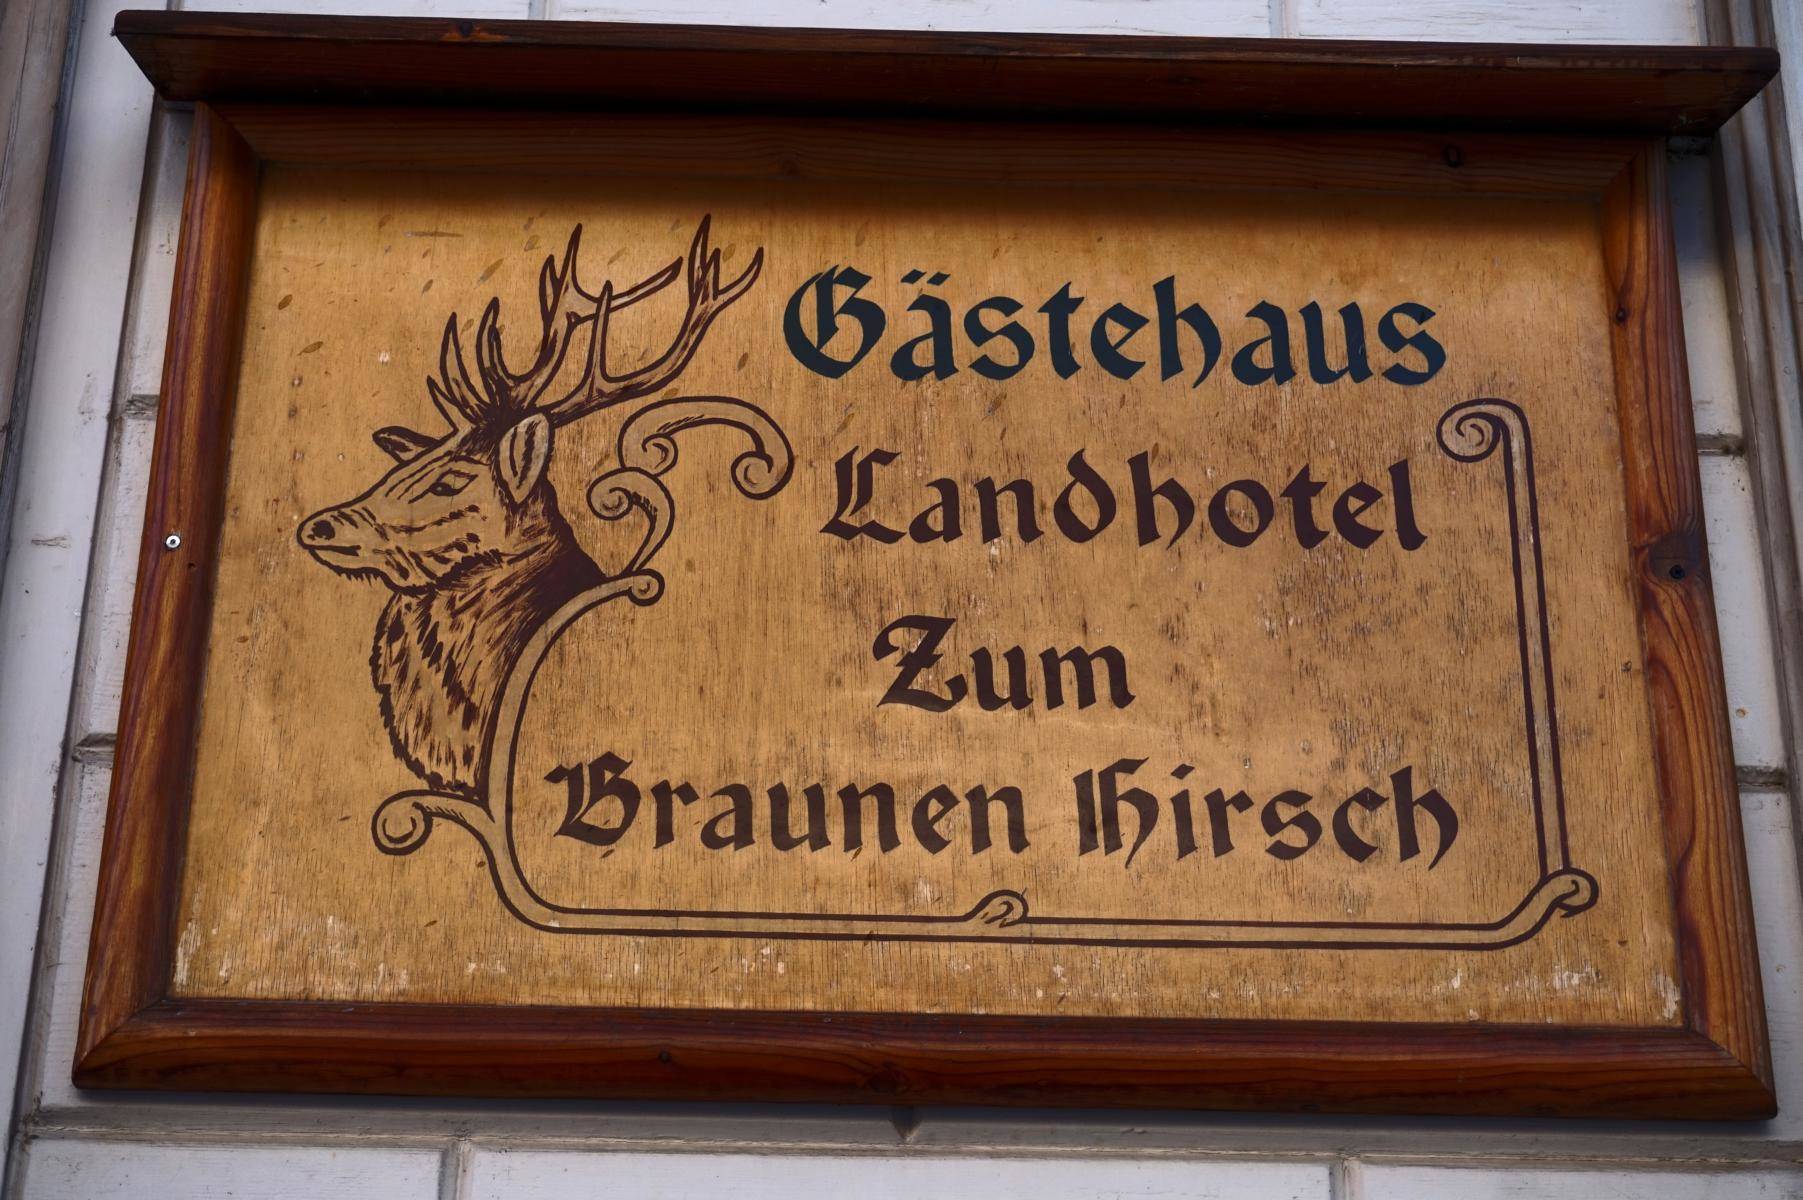 Gästehaus
Landhotel
Zum
Braunen Hirsch